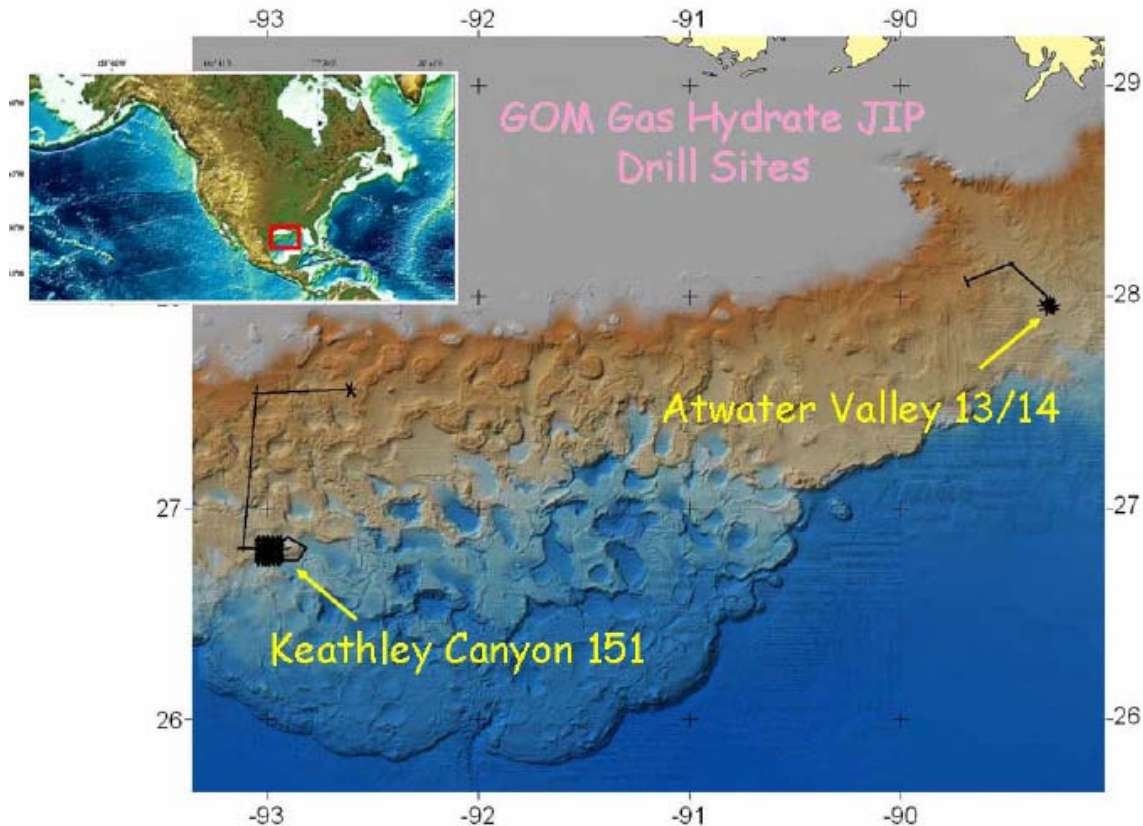 -93 -92 -91 -90
29
GOM Gas Hydrate JIP
Drill Sites
-28
Atwater Valley 13/14
27 -27
Keathley Canyon 151
26 -26
-93 -92 -91 -90